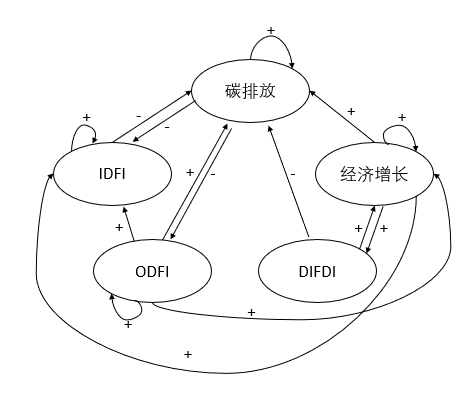 +
碳排放
+ - - + +
IDFI
+ - - 经济增长
+ + +
ODFI DIFDI
+ +
+